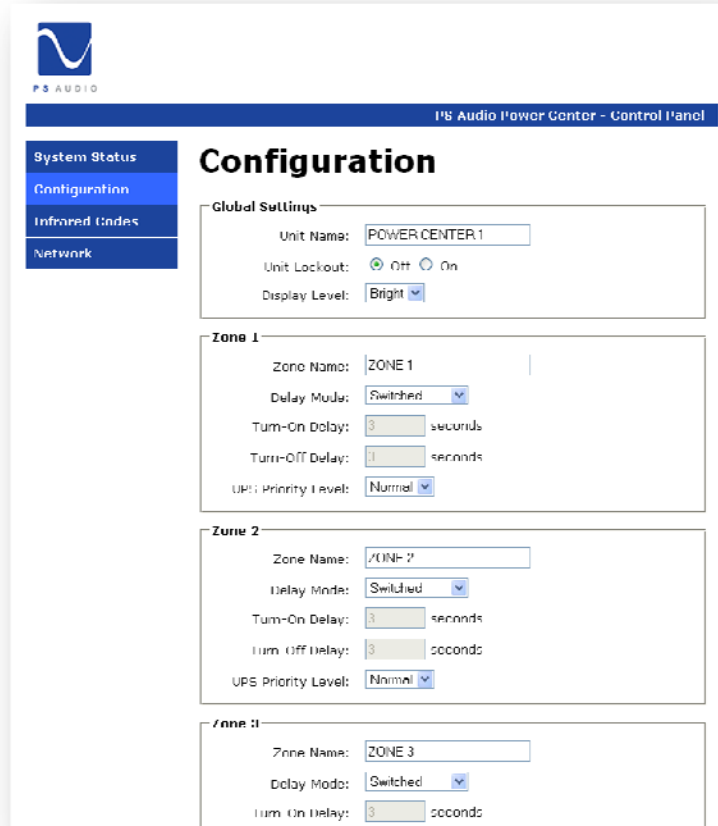 PS AUDIO
PS Audio Power Center - Control Panel
System Status
Configuration
Infrared Codes
Network
Configuration
Global Settings
Unit Name: POWER CENTER 1
Unit Lockout: Off On
Display Level: Bright
Zone 1
Zone Name: ZONE 1
Delay Mode: Switched
Turn-On Delay: 3 seconds
Turn-Off Delay: 3 seconds
UPS Priority Level: Normal
Zone 2
Zone Name: ZONE 2
Delay Mode: Switched
Turn-On Delay: 3 seconds
Turn-Off Delay: 3 seconds
UPS Priority Level: Normal
Zone 3
Zone Name: ZONE 3
Delay Mode: Switched
Turn-On Delay: 3 seconds